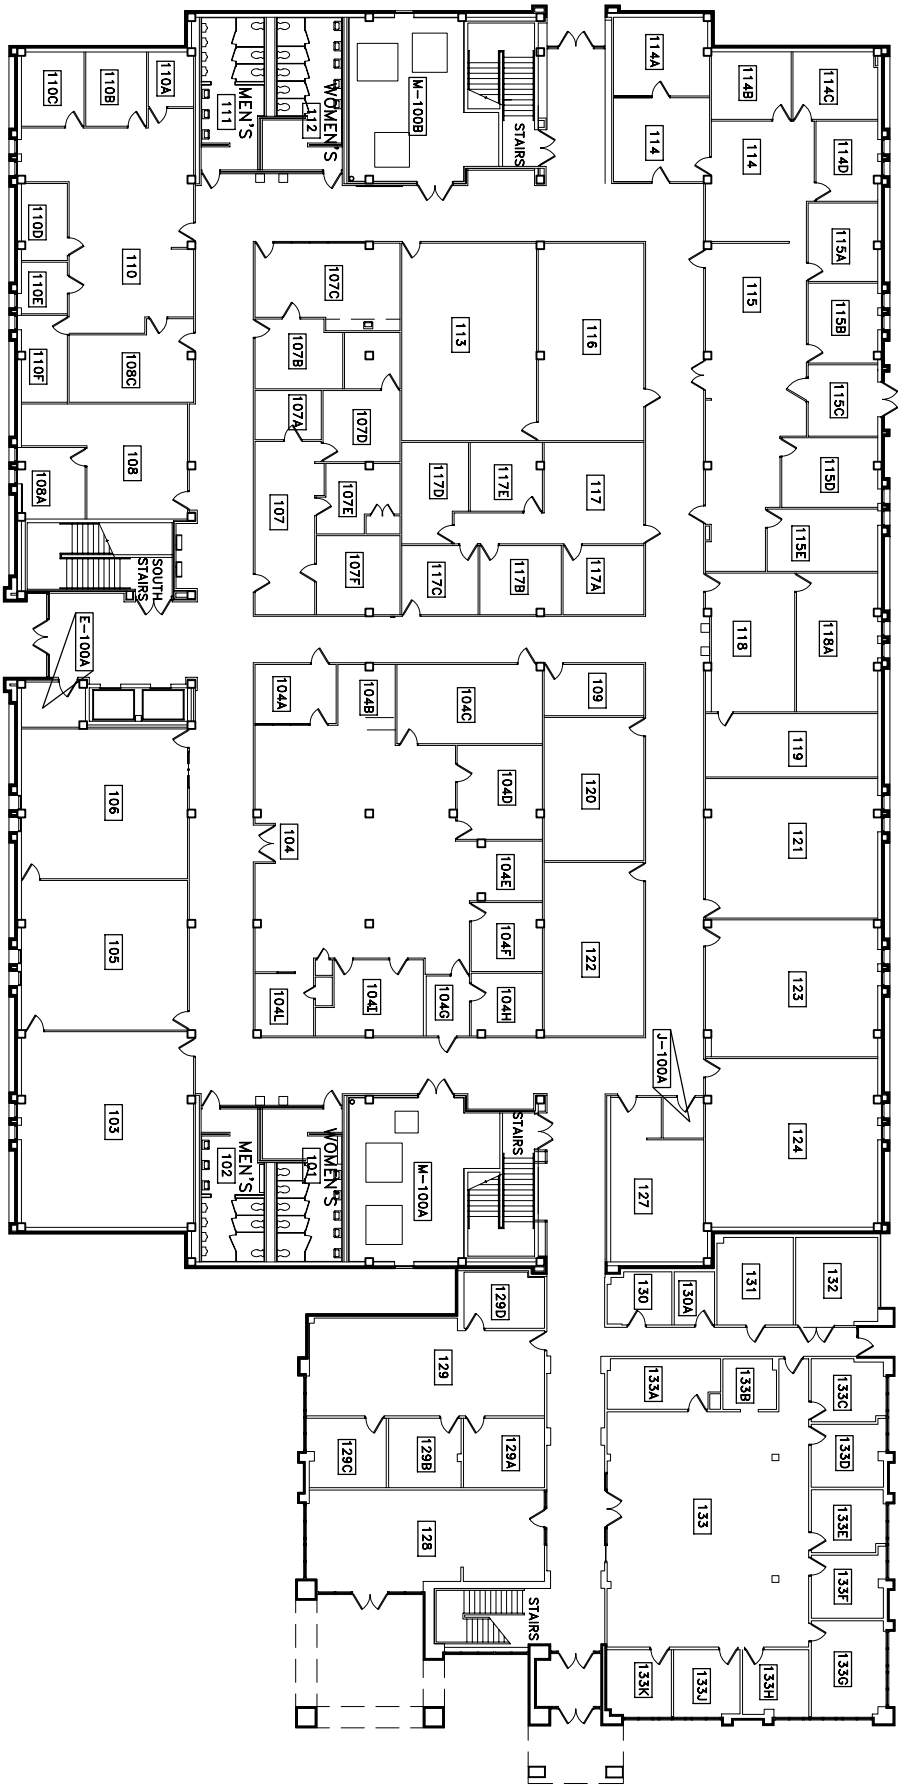 110C
110B
110A
111
MEN'S
112
WOMEN'S
M-100B
STAIRS
114A
114
114B
114C
114
114D
110D
110E
110
110F
108C
107C
107B
107A
107D
113
116
115
115A
115B
115C
115D
115E
108
108A
107
107E
107F
117D
117E
117
117C
117B
117A
SOUTH
STAIRS
E-100A
118
118A
104A
104B
104C
109
119
106
104
104D
120
121
104E
105
104F
122
123
104L
104I
104G
104H
J-100A
103
102
MEN'S
101
WOMEN'S
M-100A
STAIRS
127
124
129D
130
130A
131
132
129
133A
133B
133C
129C
129B
129A
133D
128
133
133E
133F
STAIRS
133K
133J
133H
133G